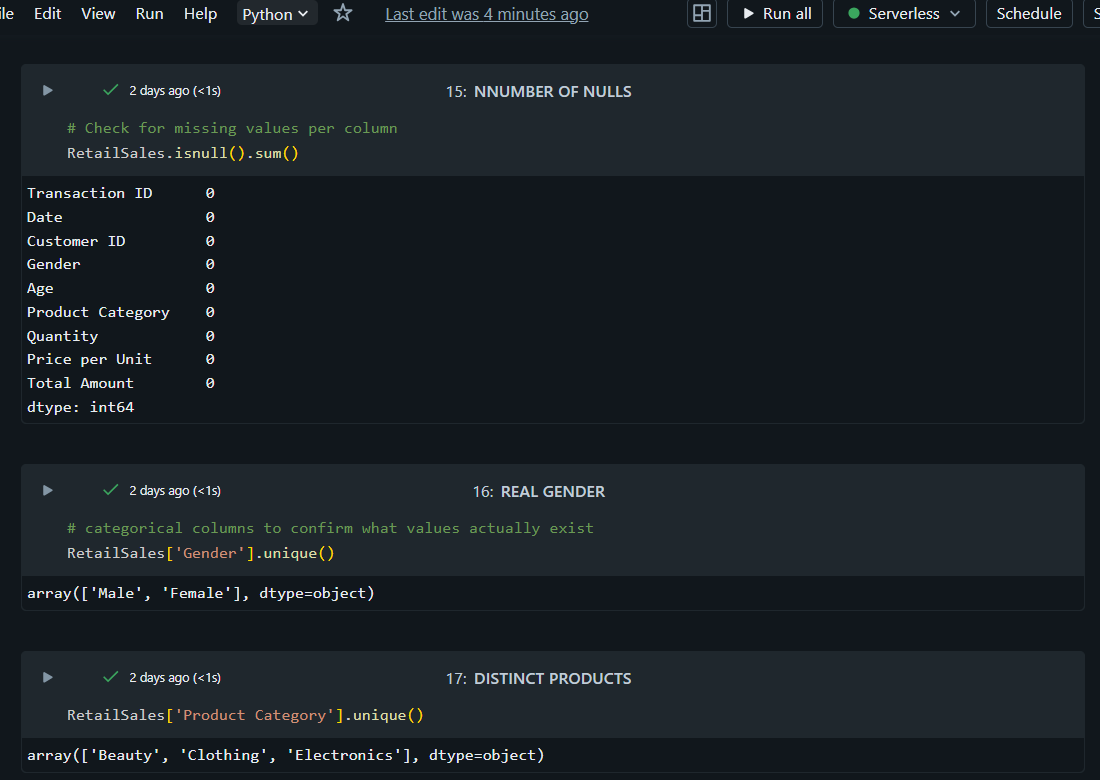 ile Edit View Run Help Python Last edit was 4 minutes ago Run all Serverless Schedule S
2 days ago (<1s) 15: NNUMBER OF NULLS
# Check for missing values per column
RetailSales.isnull().sum()
Transaction ID 0
Date 0
Customer ID 0
Gender 0
Age 0
Product Category 0
Quantity 0
Price per Unit 0
Total Amount 0
dtype: int64
2 days ago (<1s) 16: REAL GENDER
# categorical columns to confirm what values actually exist
RetailSales['Gender'].unique()
array(['Male', 'Female'], dtype=object)
2 days ago (<1s) 17: DISTINCT PRODUCTS
RetailSales['Product Category'].unique()
array(['Beauty', 'Clothing', 'Electronics'], dtype=object)